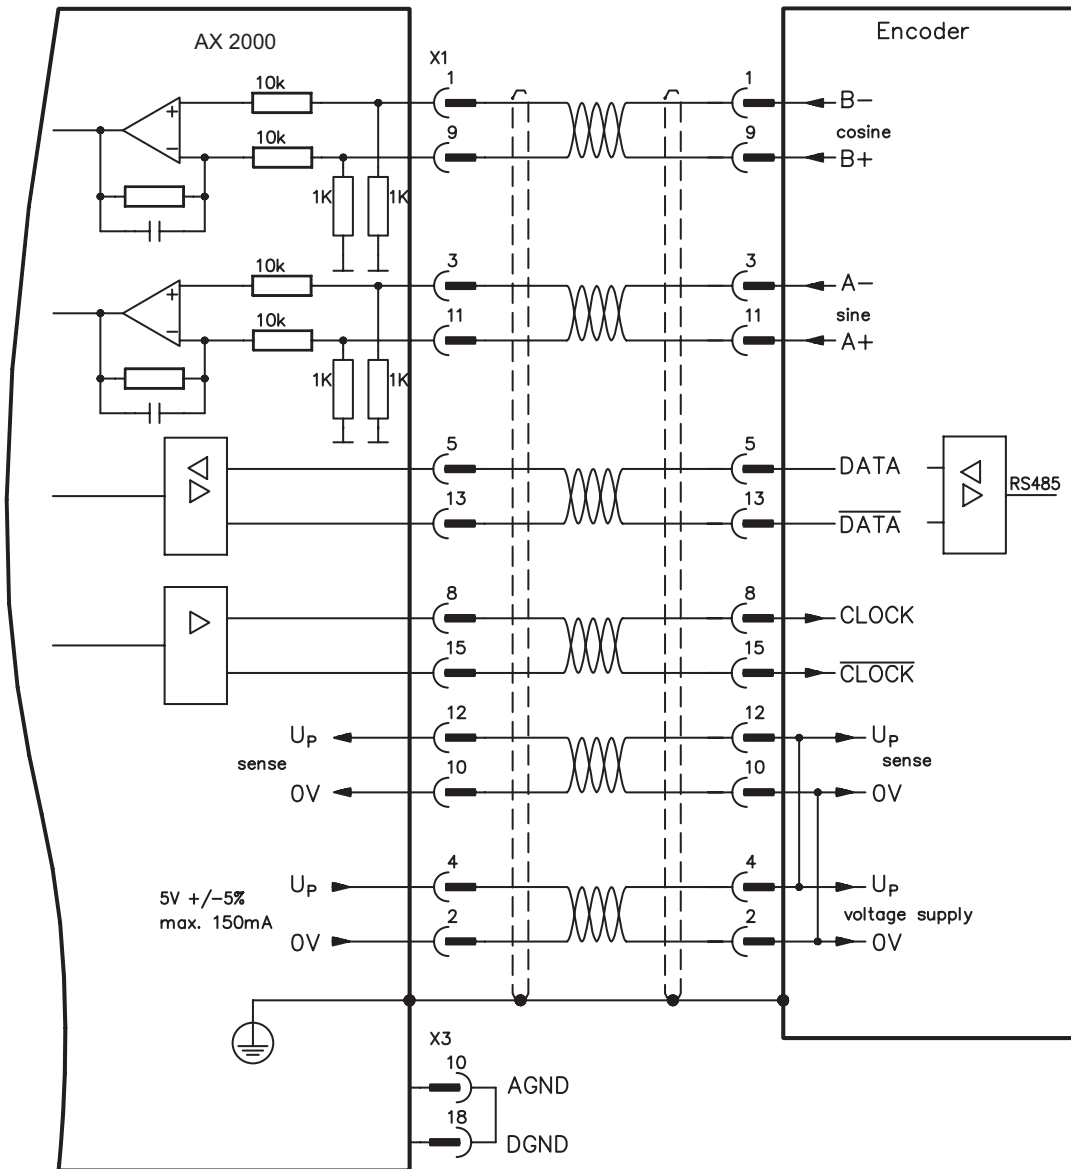 AX 2000
Encoder
X1
10k
1
1
B-
cosine
10k
9
9
B+
1K
1K
10k
3
3
A-
sine
10k
11
11
A+
1K
1K
5
5
DATA
RS485
13
13
DATA
8
8
CLOCK
15
15
CLOCK
UP
12
12
UP
sense
sense
0V
10
10
0V
5V +/-5%
max. 150mA
UP
4
4
UP
voltage supply
0V
2
2
0V
X3
10
AGND
18
DGND